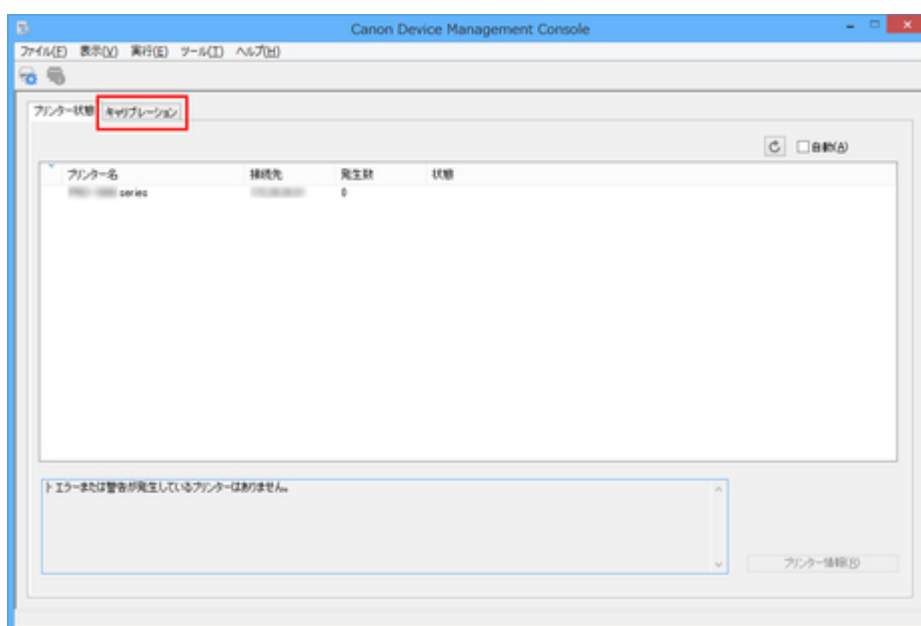 Canon Device Management Console
ファイル(F) 表示(V) 実行(E) ツール(T) ヘルプ(H)
プリンター状態 キャリブレーション
自動(A)
プリンター名 接続先 発生数 状態
series 0
エラーまたは警告が発生しているプリンターはありません。
プリンター情報(R)